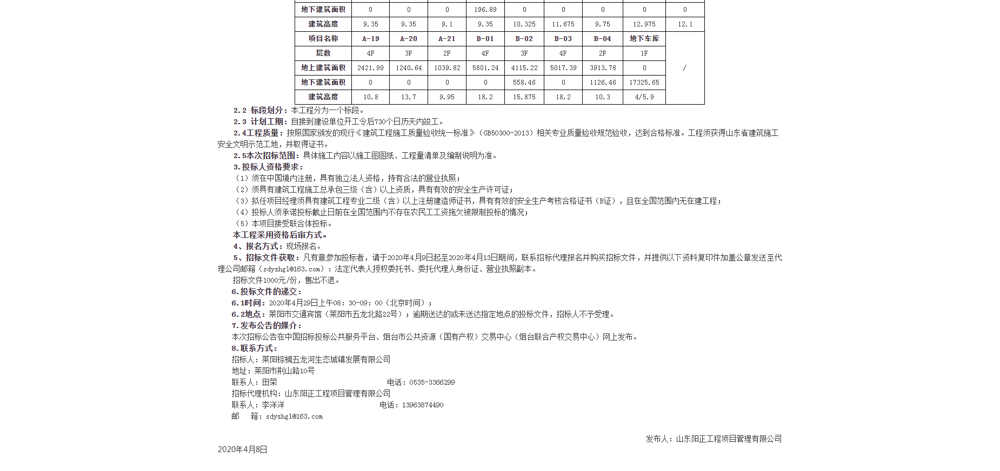 地下建筑面积 0 0 0 196.89 0 0 0 0 0
建筑高度 9.35 9.35 9.1 9.35 10.325 11.675 9.75 12.975 12.1
项目名称 A-19 A-20 A-21 B-01 B-02 B-03 B-04 地下车库
层数 4F 3F 2F 4F 3F 4F 2F 1F
地上建筑面积 2421.99 1240.64 1039.82 5801.24 4115.22 5017.39 3913.78 0 /
地下建筑面积 0 0 0 0 558.46 0 1126.46 17325.65
建筑高度 10.8 13.7 9.95 18.2 15.875 18.2 10.3 4/5.9
2.2 标段划分：本工程分为一个标段。
2.3 计划工期：自接到建设单位开工令后730个日历天内竣工。
2.4工程质量：按照国家颁发的现行《建筑工程施工质量验收统一标准》（GB50300-2013）相关专业质量验收规范验收，达到合格标准。工程须获得山东省建筑施工
安全文明示范工地，并取得证书。
2.5本次招标范围：具体施工内容以施工图图纸、工程量清单及编制说明为准。
3.投标人资格要求：
（1）须在中国境内注册，具有独立法人资格，持有合法的营业执照；
（2）须具有建筑工程施工总承包三级（含）以上资质，具有有效的安全生产许可证；
（3）拟任项目经理须具有建筑工程专业二级（含）以上注册建造师证书，具有有效的安全生产考核合格证书（B证），且在全国范围内无在建工程；
（4）投标人须承诺投标截止日前在全国范围内不存在农民工工资拖欠被限制投标的情况；
（5）本项目接受联合体投标。
本工程采用资格后审方式。
4、报名方式：现场报名。
5、招标文件获取：凡有意参加投标者，请于2020年4月9日起至2020年4月13日期间，联系招标代理报名并购买招标文件，并提供以下资料复印件加盖公章发送至代
理公司邮箱（sdyzhgl@163.com）：法定代表人授权委托书、委托代理人身份证、营业执照副本。
招标文件1000元/份，售出不退。
6.投标文件的递交：
6.1时间：2020年4月29日上午08：30-09：00（北京时间）；
6.2地点：莱阳市交通宾馆（莱阳市五龙北路22号）；逾期送达的或未送达指定地点的投标文件，招标人不予受理。
7.发布公告的媒介：
本次招标公告在中国招标投标公共服务平台、烟台市公共资源（国有产权）交易中心（烟台联合产权交易中心）网上发布。
8.联系方式：
招标人：莱阳棕榈五龙河生态城镇发展有限公司
地址：莱阳市荆山路10号
联系人：田荣 电话：0535-3366299
招标代理机构：山东阳正工程项目管理有限公司
联系人：李洋洋 电话：13963874490
邮 箱：sdyzhgl@163.com
发布人：山东阳正工程项目管理有限公司
2020年4月8日